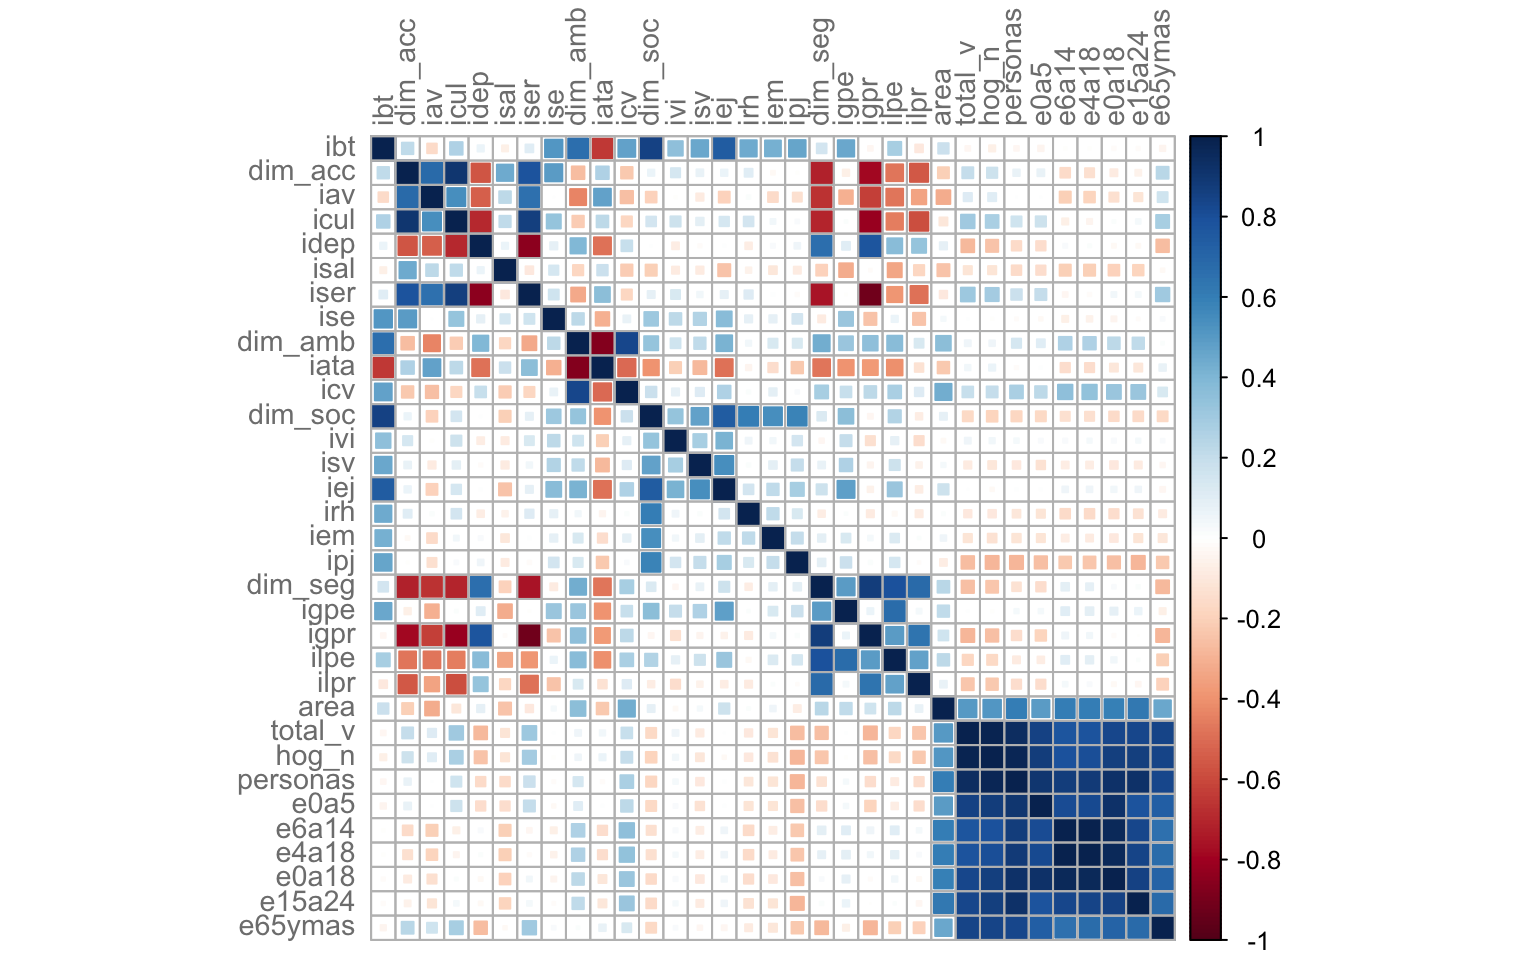 ibt
dim_acc
iav
icul
idep
isal
iser
ise
dim_amb
iata
icv
dim_soc
ivi
isv
iej
irh
iem
ipj
dim_seg
igpe
igpr
ilpe
ilpr
area
total_v
hog_n
personas
e0a5
e6a14
e4a18
e0a18
e15a24
e65ymas
ibt
dim_acc
iav
icul
idep
isal
iser
ise
dim_amb
iata
icv
dim_soc
ivi
isv
iej
irh
iem
ipj
dim_seg
igpe
igpr
ilpe
ilpr
area
total_v
hog_n
personas
e0a5
e6a14
e4a18
e0a18
e15a24
e65ymas
1
0.8
0.6
0.4
0.2
0
-0.2
-0.4
-0.6
-0.8
-1